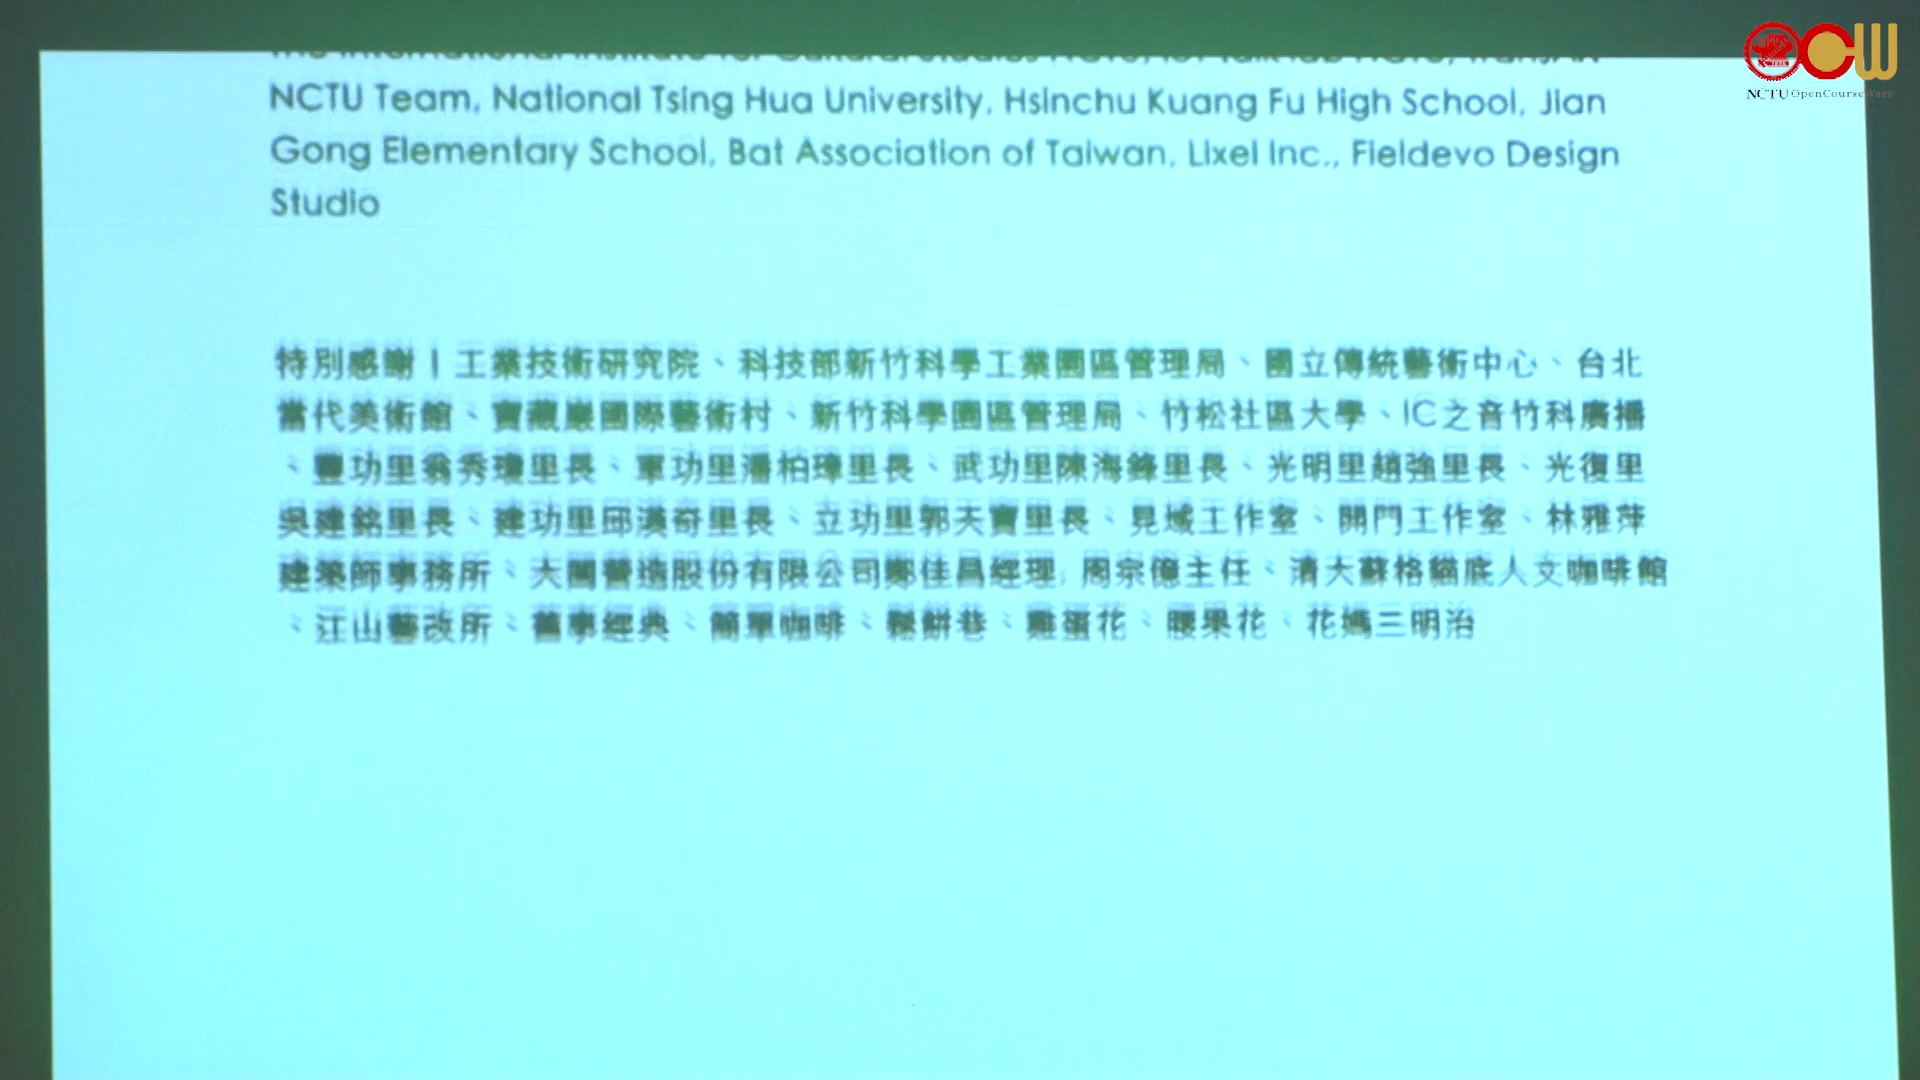 NCTU OpenCourseWare
NCTU Team, National Tsing Hua University, Hsinchu Kuang Fu High School, Jian
Gong Elementary School, Bat Association of Taiwan, Lixel Inc., Fieldevo Design
Studio
特別感謝｜工業技術研究院、科技部新竹科學工業園區管理局、國立傳統藝術中心、台北
當代美術館、寶藏巖國際藝術村、新竹科學園區管理局、竹松社區大學、IC之音竹科廣播
、豐功里翁秀瓊里長、軍功里潘柏瑋里長、武功里陳海鋒里長、光明里趙強里長、光復里
吳建銘里長、建功里邱漢奇里長、立功里郭天寶里長、見域工作室、開門工作室、林雅萍
建築師事務所、大閎營造股份有限公司鄭佳昌經理, 周宗億主任、清大蘇格貓底人文咖啡館
、江山藝改所、舊事經典、簡單咖啡、鬆餅巷、雞蛋花、腰果花、花媽三明治